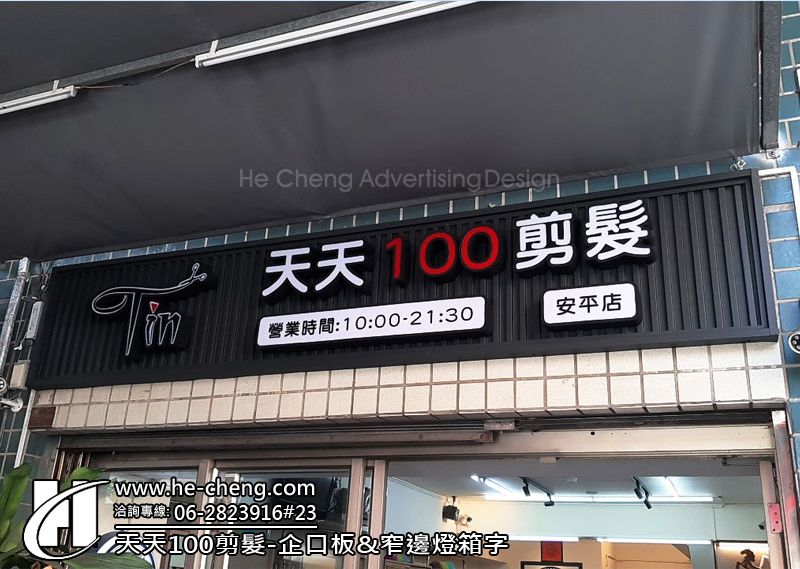 He Cheng Advertising Design
天天100剪髮
Tin
營業時間:10:00-21:30
安平店
www.he-cheng.com
洽詢專線: 06-2823916#23
天天100剪髮-企口板&窄邊燈箱字